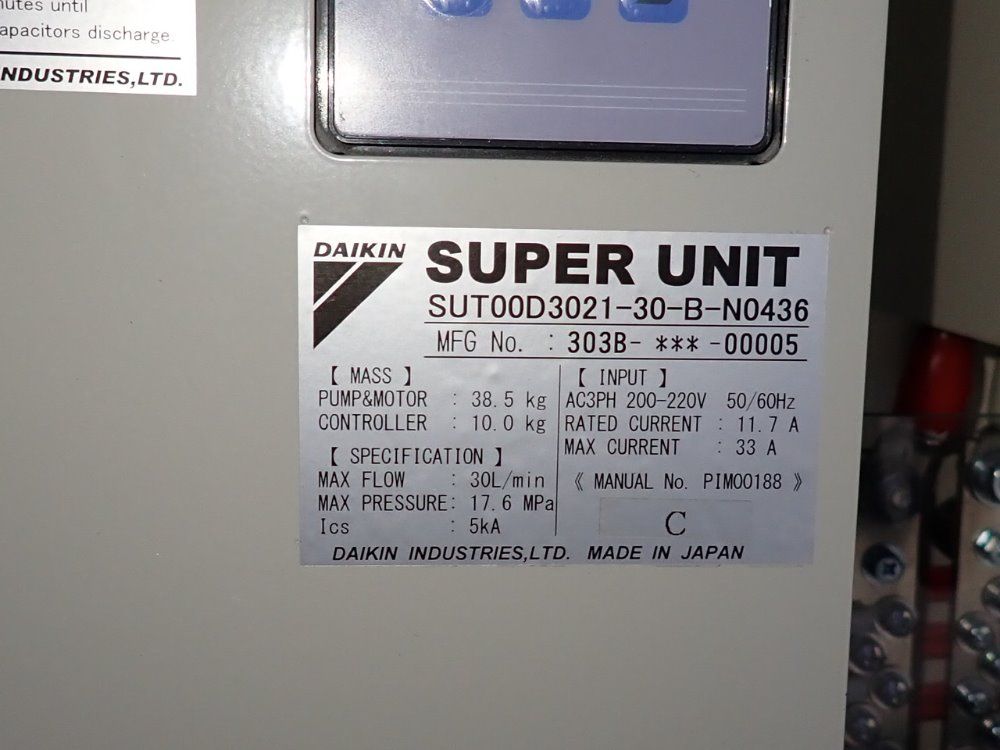 until
discharge.
INDUSTRIES,LTD.
DAIKIN
SUPER UNIT
SUT00D3021-30-B-N0436
MFG No. : 303B- *** -00005
【 MASS 】
PUMP&MOTOR : 38.5 kg
CONTROLLER : 10.0 kg
【 SPECIFICATION 】
MAX FLOW : 30L/min
MAX PRESSURE: 17.6 MPa
Ics : 5kA
【 INPUT 】
AC3PH 200-220V 50/60Hz
RATED CURRENT : 11.7 A
MAX CURRENT : 33 A
《 MANUAL No. PIM00188 》
C
DAIKIN INDUSTRIES,LTD. MADE IN JAPAN